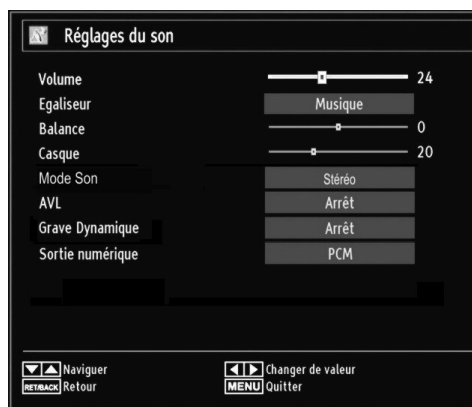 Réglages du son
Volume 24
Egaliseur Musique
Balance 0
Casque 20
Mode Son Stéréo
AVL Arrêt
Grave Dynamique Arrêt
Sortie numérique PCM
Naviguer Changer de valeur
RET/BACK Retour MENU Quitter